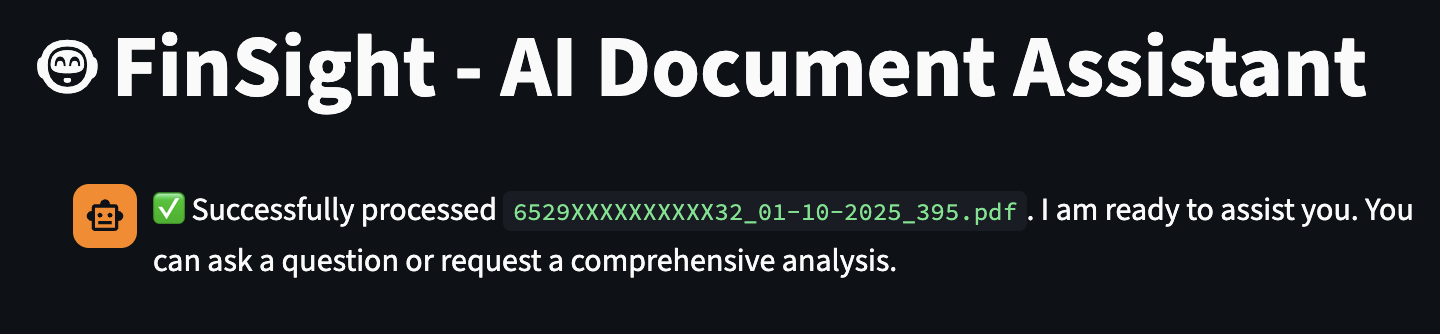 FinSight - AI Document Assistant
✅ Successfully processed 6529XXXXXXXXXX32_01-10-2025_395.pdf . I am ready to assist you. You
can ask a question or request a comprehensive analysis.